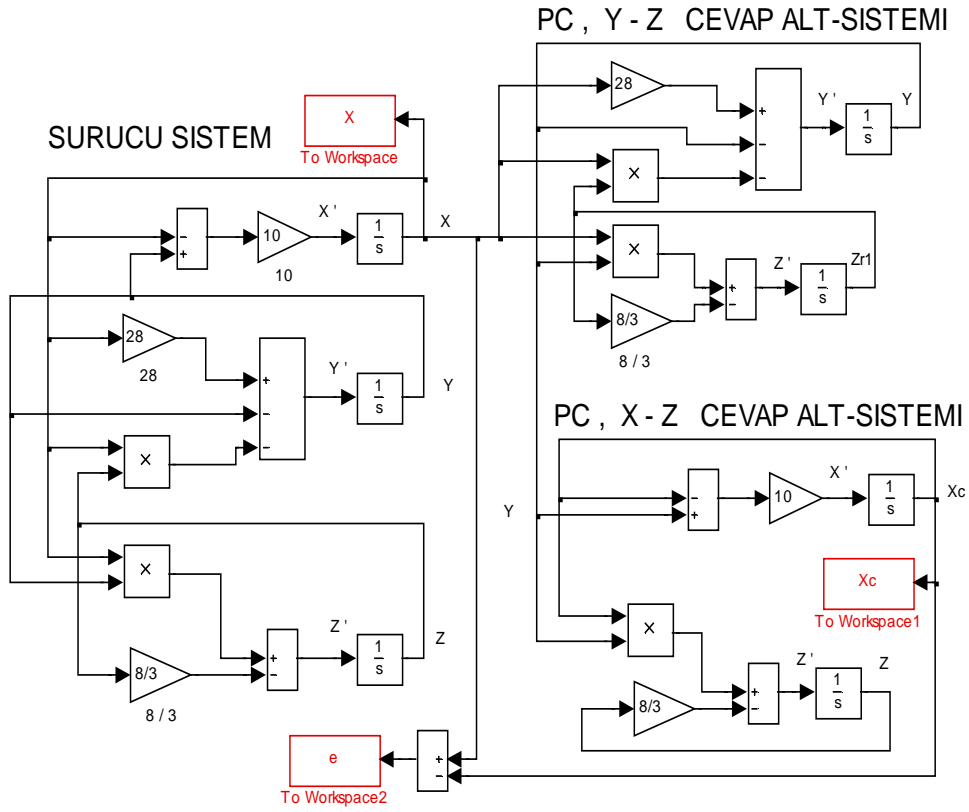 PC , Y - Z CEVAP ALT-SISTEMI
28
+
-
-
Y '
1
s
Y
X
To Workspace
SURUCU SISTEM
×
-
+
10
X '
1
s
X
10
×
+
-
Z '
1
s
Zr1
8/3
8 / 3
28
28
+
-
-
Y '
1
s
Y
×
PC , X - Z CEVAP ALT-SISTEMI
-
+
10
X '
1
s
Xc
Y
×
Xc
To Workspace1
×
+
-
Z '
1
s
Z
8/3
8 / 3
+
-
Z '
1
s
Z
8/3
e
To Workspace2
+
-